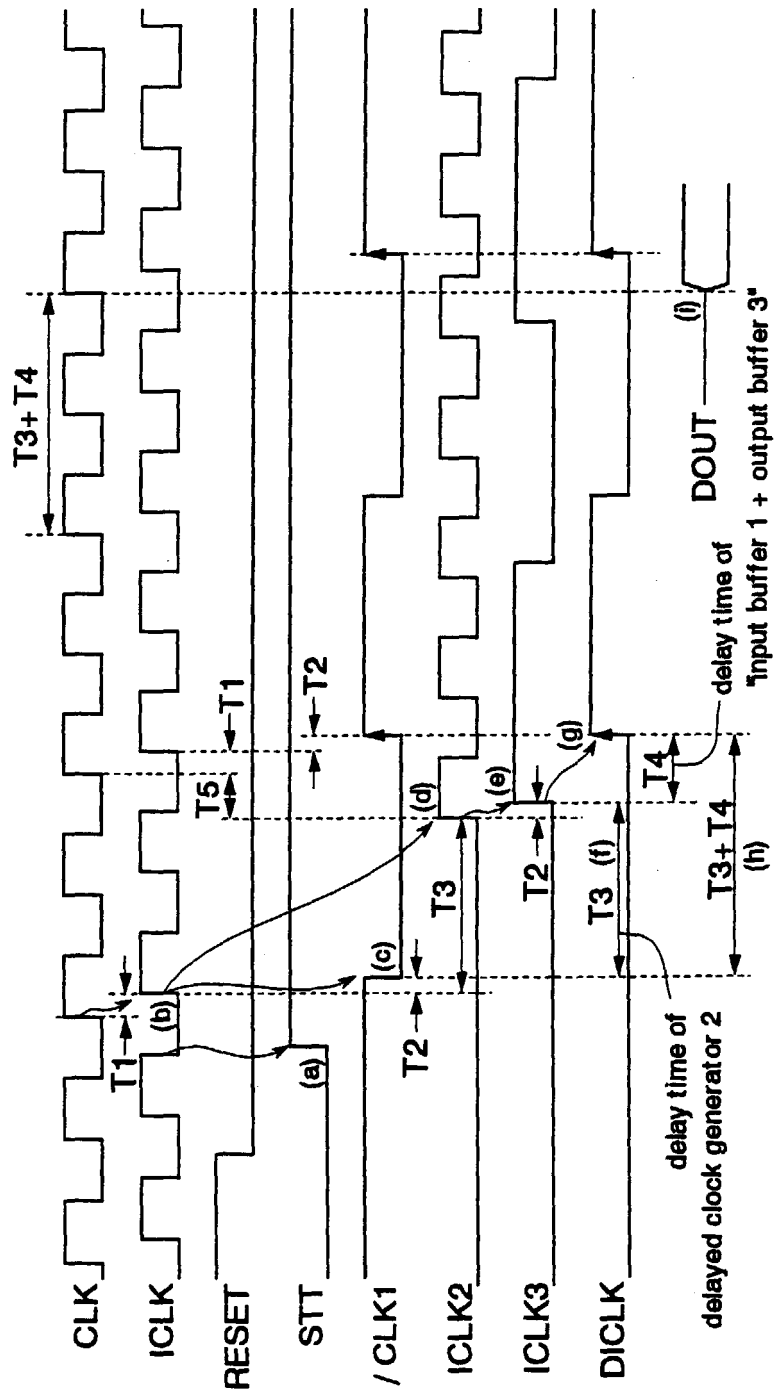 CLK
T3+T4
ICLK
T1
(b)
T5
T1
RESET
STT
(a)
T2
/ CLK1
(c)
T2
ICLK2
T3
(d)
ICLK3
T2
(e)
DICLK
T3 (f)
(g)
T4
T3+T4
(h)
DOUT
(i)
delay time of
delayed clock generator 2
delay time of
"input buffer 1 + output buffer 3"